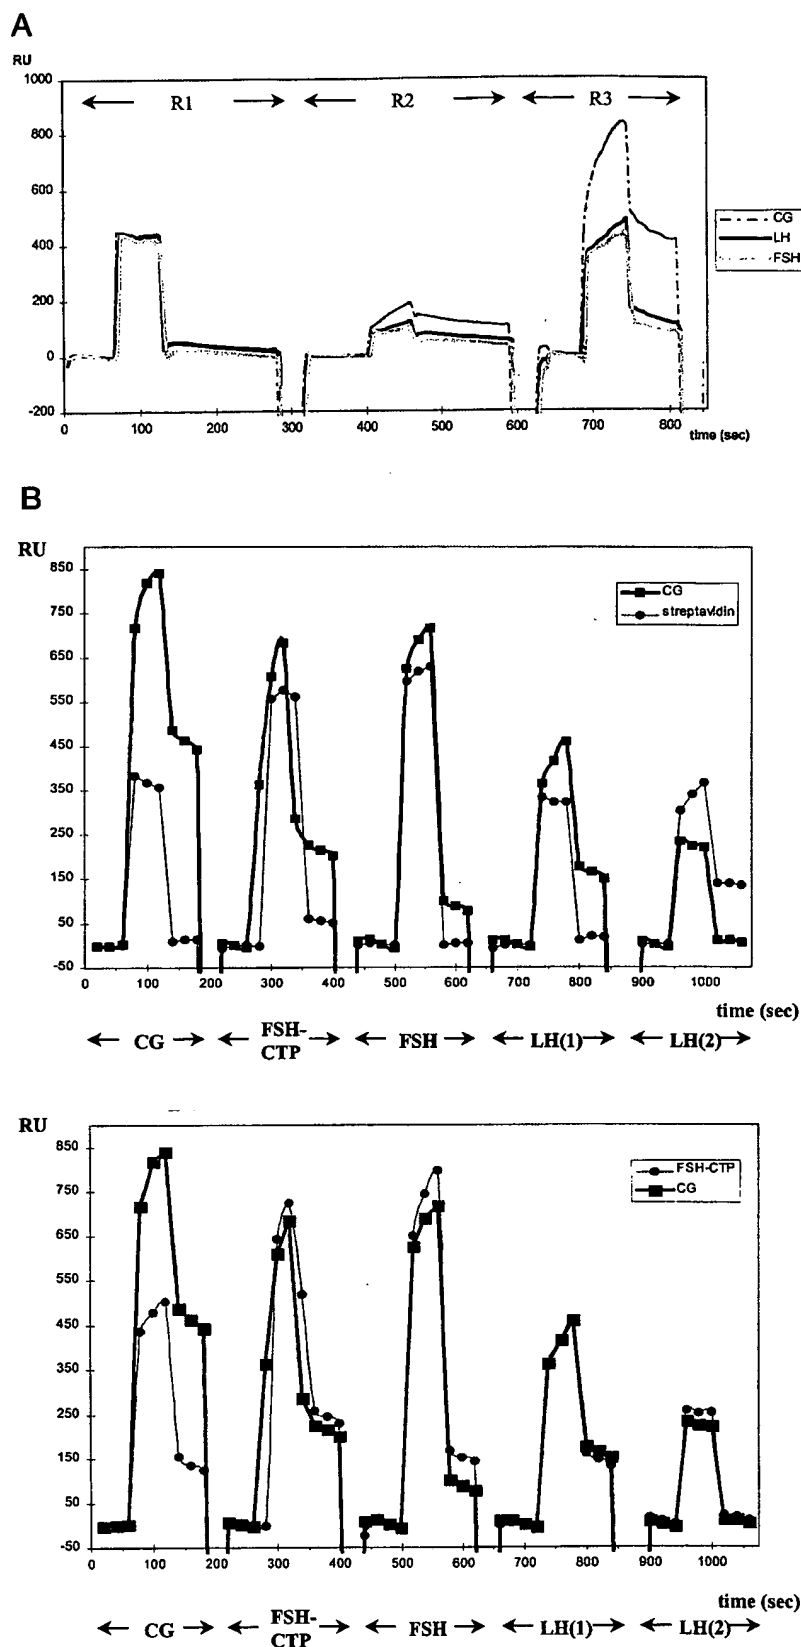 A
RU
1000
800
600
400
200
0
-200
R1
R2
R3
CG
LH
FSH
0 100 200 300 400 500 600 700 800
time (sec)
B
RU
850
750
650
550
450
350
250
150
50
-50
CG
streptavidin
0 100 200 300 400 500 600 700 800 900 1000
time (sec)
CG
FSH-
CTP
FSH
LH(1)
LH(2)
RU
850
750
650
550
450
350
250
150
50
-50
FSH-CTP
CG
0 100 200 300 400 500 600 700 800 900 1000
time (sec)
CG
FSH-
CTP
FSH
LH(1)
LH(2)